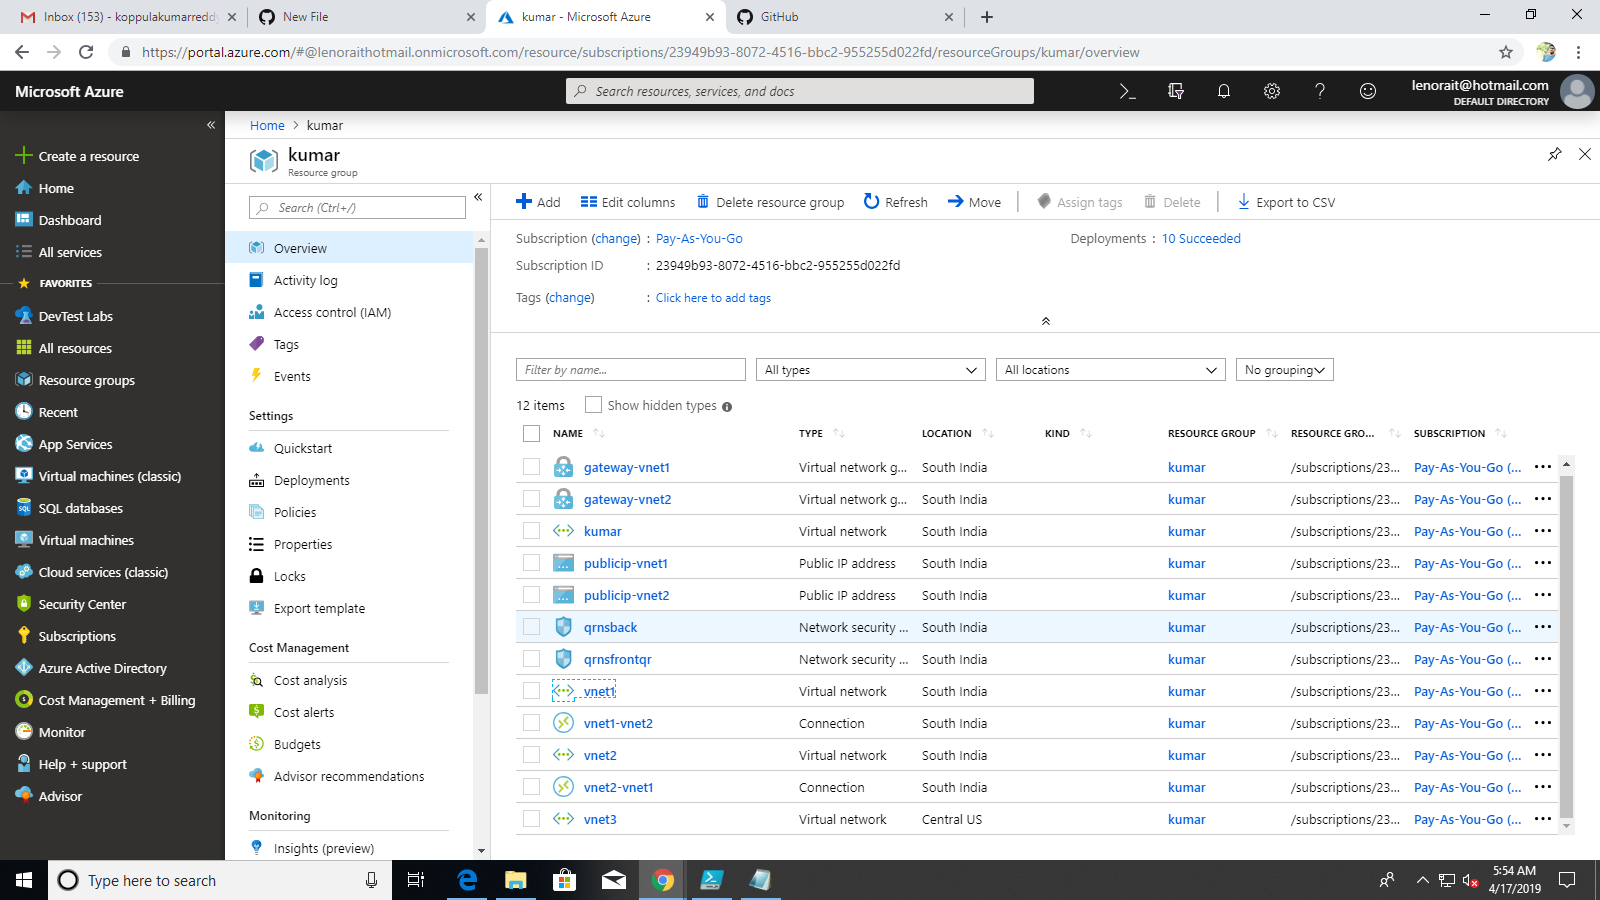 Inbox (153) - koppulakumarreddy
New File
kumar - Microsoft Azure
GitHub
https://portal.azure.com/#@lenoraithotmail.onmicrosoft.com/resource/subscriptions/23949b93-8072-4516-bbc2-955255d022fd/resourceGroups/kumar/overview
Microsoft Azure
Search resources, services, and docs
lenorait@hotmail.com
DEFAULT DIRECTORY
Create a resource
Home
Dashboard
All services
FAVORITES
DevTest Labs
All resources
Resource groups
Recent
App Services
Virtual machines (classic)
SQL databases
Virtual machines
Cloud services (classic)
Security Center
Subscriptions
Azure Active Directory
Cost Management + Billing
Monitor
Help + support
Advisor
Home > kumar
kumar
Resource group
Search (Ctrl+/)
Overview
Activity log
Access control (IAM)
Tags
Events
Settings
Quickstart
Deployments
Policies
Properties
Locks
Export template
Cost Management
Cost analysis
Cost alerts
Budgets
Advisor recommendations
Monitoring
Insights (preview)
Add Edit columns Delete resource group Refresh Move Assign tags Delete Export to CSV
Subscription (change) : Pay-As-You-Go
Deployments : 10 Succeeded
Subscription ID : 23949b93-8072-4516-bbc2-955255d022fd
Tags (change) : Click here to add tags
Filter by name... All types All locations No grouping
12 items Show hidden types
NAME TYPE LOCATION KIND RESOURCE GROUP RESOURCE GRO... SUBSCRIPTION
gateway-vnet1 Virtual network g... South India kumar /subscriptions/23... Pay-As-You-Go (... •••
gateway-vnet2 Virtual network g... South India kumar /subscriptions/23... Pay-As-You-Go (... •••
kumar Virtual network South India kumar /subscriptions/23... Pay-As-You-Go (... •••
publicip-vnet1 Public IP address South India kumar /subscriptions/23... Pay-As-You-Go (... •••
publicip-vnet2 Public IP address South India kumar /subscriptions/23... Pay-As-You-Go (... •••
qrnsback Network security ... South India kumar /subscriptions/23... Pay-As-You-Go (... •••
qrnsfrontqr Network security ... South India kumar /subscriptions/23... Pay-As-You-Go (... •••
vnet1 Virtual network South India kumar /subscriptions/23... Pay-As-You-Go (... •••
vnet1-vnet2 Connection South India kumar /subscriptions/23... Pay-As-You-Go (... •••
vnet2 Virtual network South India kumar /subscriptions/23... Pay-As-You-Go (... •••
vnet2-vnet1 Connection South India kumar /subscriptions/23... Pay-As-You-Go (... •••
vnet3 Virtual network Central US kumar /subscriptions/23... Pay-As-You-Go (... •••
Type here to search
5:54 AM
4/17/2019